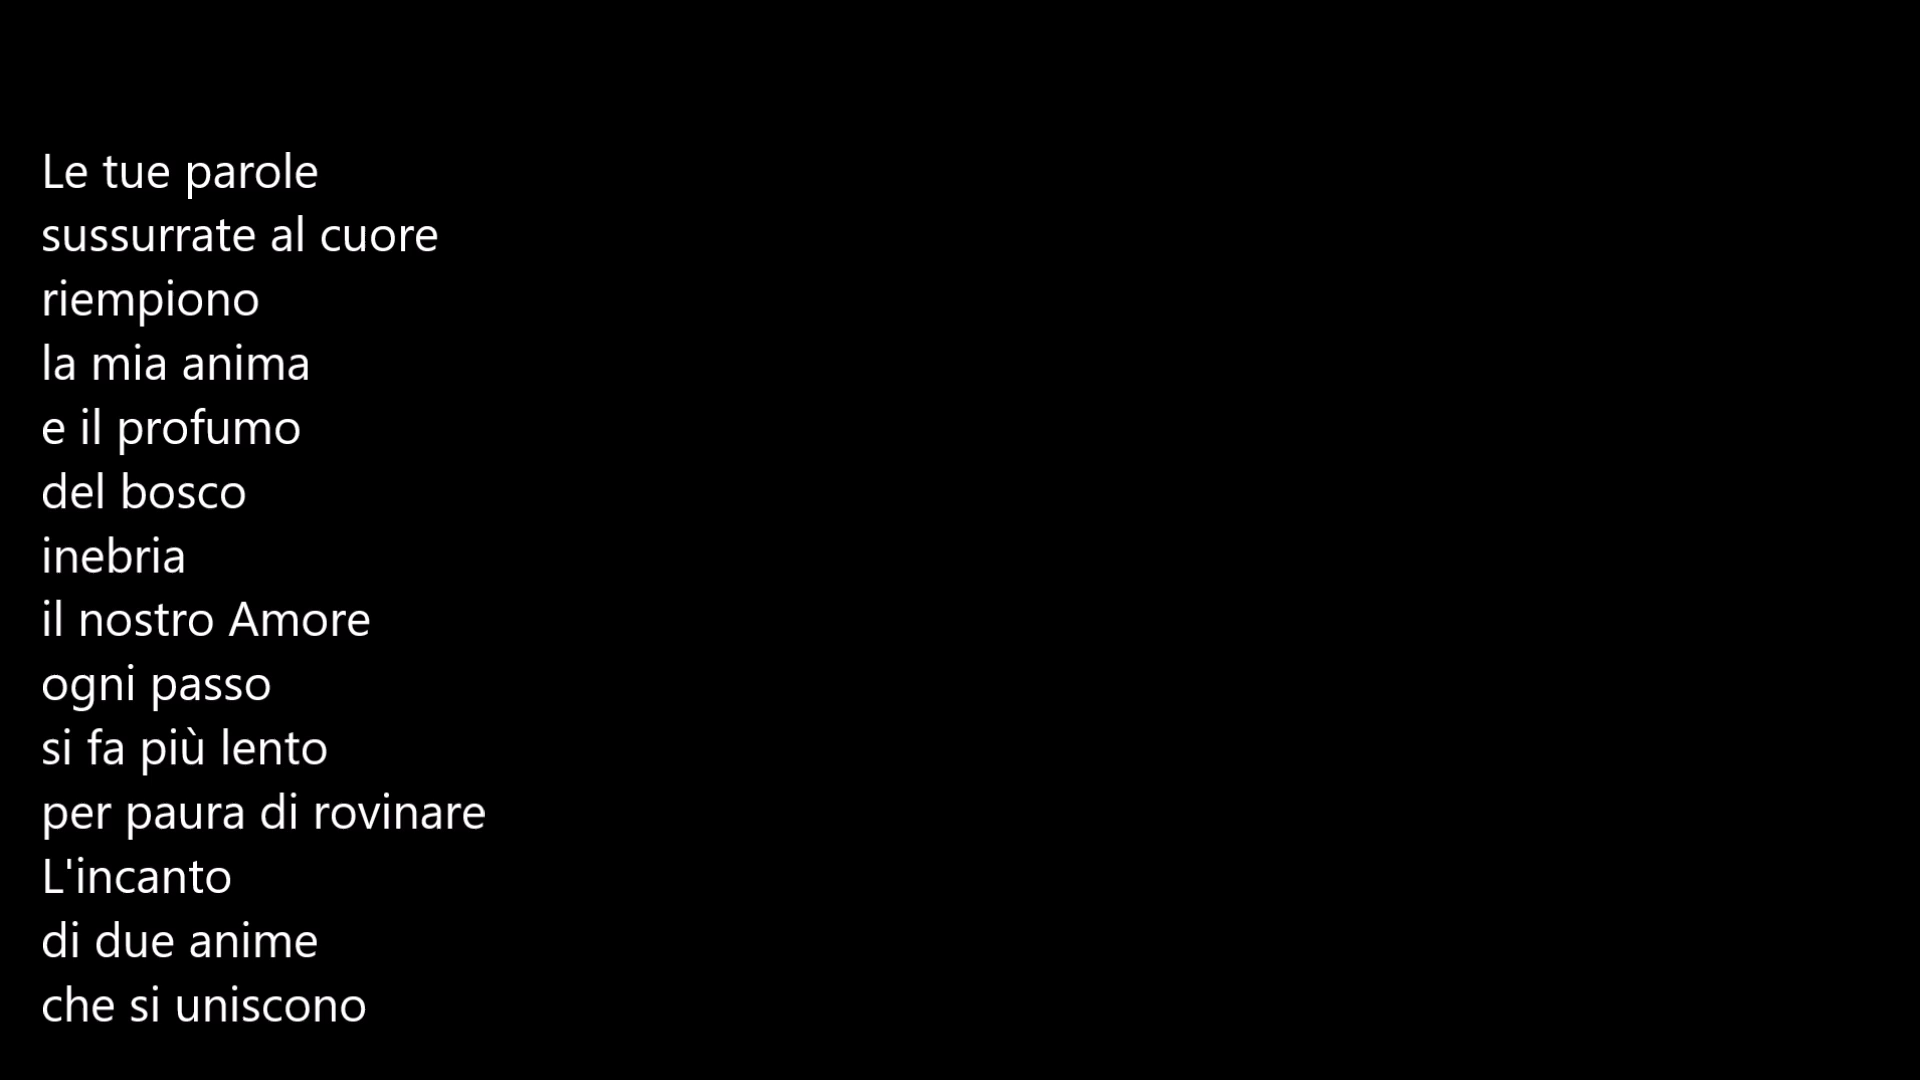 Le tue parole
sussurrate al cuore
riempiono
la mia anima
e il profumo
del bosco
inebria
il nostro Amore
ogni passo
si fa più lento
per paura di rovinare
L'incanto
di due anime
che si uniscono